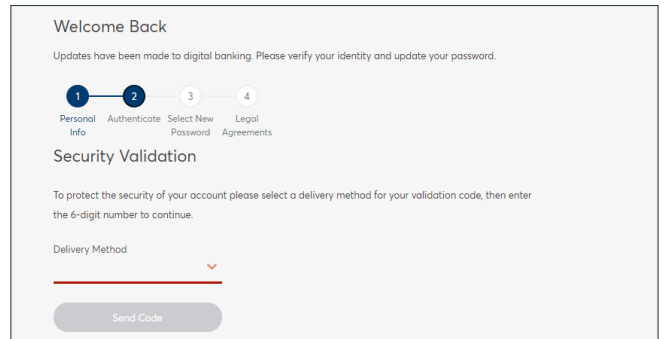 Welcome Back
Updates have been made to digital banking. Please verify your identity and update your password.
1 2 3 4
Personal Info Authenticate Select New Password Legal Agreements
Security Validation
To protect the security of your account please select a delivery method for your validation code, then enter
the 6-digit number to continue.
Delivery Method
Send Code